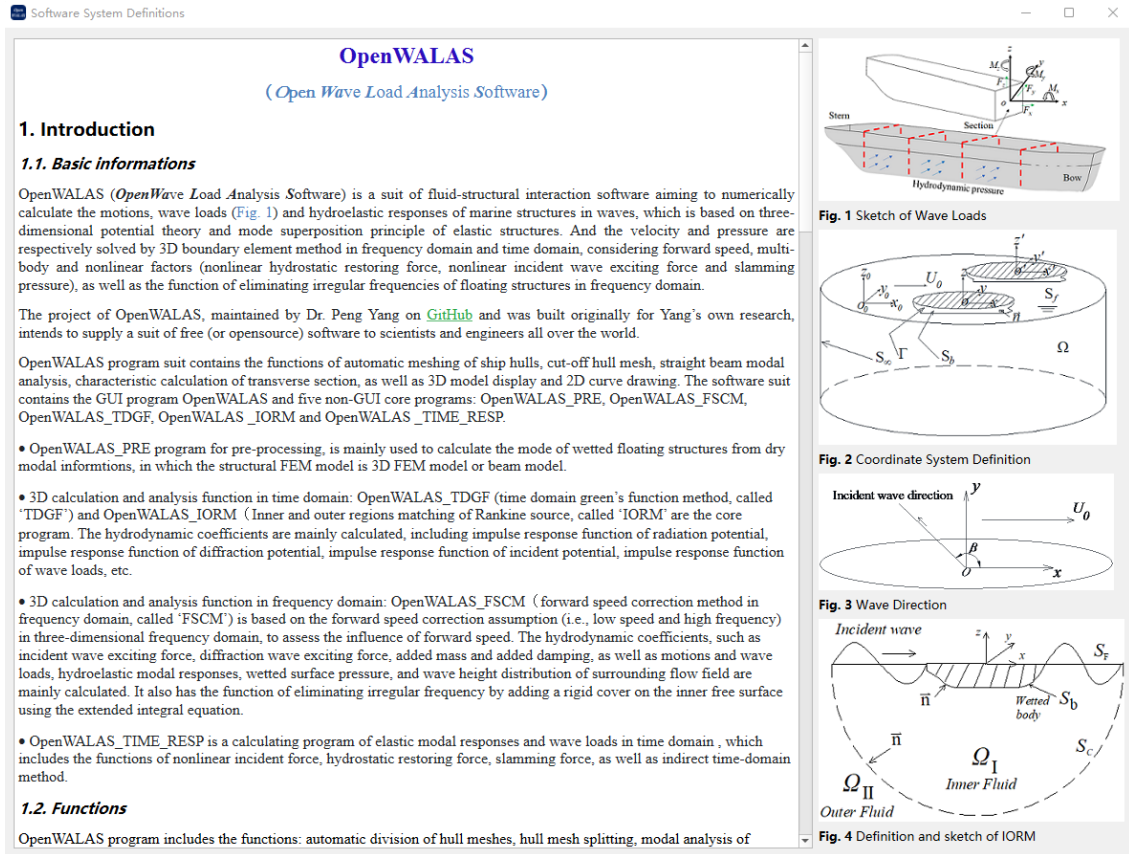 Software System Definitions
OpenWALAS
(Open Wave Load Analysis Software)
1. Introduction
1.1. Basic informations
OpenWALAS (OpenWave Load Analysis Software) is a suit of fluid-structural interaction software aiming to numerically
calculate the motions, wave loads (Fig. 1) and hydroelastic responses of marine structures in waves, which is based on three-
dimensional potential theory and mode superposition principle of elastic structures. And the velocity and pressure are
respectively solved by 3D boundary element method in frequency domain and time domain, considering forward speed, multi-
body and nonlinear factors (nonlinear hydrostatic restoring force, nonlinear incident wave exciting force and slamming
pressure), as well as the function of eliminating irregular frequencies of floating structures in frequency domain.
The project of OpenWALAS, maintained by Dr. Peng Yang on GitHub and was built originally for Yang's own research,
intends to supply a suit of free (or opensource) software to scientists and engineers all over the world.
OpenWALAS program suit contains the functions of automatic meshing of ship hulls, cut-off hull mesh, straight beam modal
analysis, characteristic calculation of transverse section, as well as 3D model display and 2D curve drawing. The software suit
contains the GUI program OpenWALAS and five non-GUI core programs: OpenWALAS_PRE, OpenWALAS_FSCM,
OpenWALAS_TDGF, OpenWALAS _IORM and OpenWALAS _TIME_RESP.
• OpenWALAS_PRE program for pre-processing, is mainly used to calculate the mode of wetted floating structures from dry
modal informtions, in which the structural FEM model is 3D FEM model or beam model.
• 3D calculation and analysis function in time domain: OpenWALAS_TDGF (time domain green's function method, called
'TDGF') and OpenWALAS_IORM（Inner and outer regions matching of Rankine source, called 'IORM' are the core
program. The hydrodynamic coefficients are mainly calculated, including impulse response function of radiation potential,
impulse response function of diffraction potential, impulse response function of incident potential, impulse response function
of wave loads, etc.
• 3D calculation and analysis function in frequency domain: OpenWALAS_FSCM（forward speed correction method in
frequency domain, called 'FSCM') is based on the forward speed correction assumption (i.e., low speed and high frequency)
in three-dimensional frequency domain, to assess the influence of forward speed. The hydrodynamic coefficients, such as
incident wave exciting force, diffraction wave exciting force, added mass and added damping, as well as motions and wave
loads, hydroelastic modal responses, wetted surface pressure, and wave height distribution of surrounding flow field are
mainly calculated. It also has the function of eliminating irregular frequency by adding a rigid cover on the inner free surface
using the extended integral equation.
• OpenWALAS_TIME_RESP is a calculating program of elastic modal responses and wave loads in time domain , which
includes the functions of nonlinear incident force, hydrostatic restoring force, slamming force, as well as indirect time-domain
method.
1.2. Functions
OpenWALAS program includes the functions: automatic division of hull meshes, hull mesh splitting, modal analysis of
z
y
x
o
Stern
Section
Bow
Hydrodynamic pressure
Fig. 1 Sketch of Wave Loads
z'
y'
x'
o'
z0
y0
x0
o0
U0
z
y
x
o
Sf
n
S∞
Γ
Sb
Ω
Fig. 2 Coordinate System Definition
Incident wave direction
y
U0
β
O
x
Fig. 3 Wave Direction
Incident wave
z
y
x
SF
n
Wetted
body
Sb
n
SC
ΩI
Inner Fluid
ΩII
Outer Fluid
Fig. 4 Definition and sketch of IORM